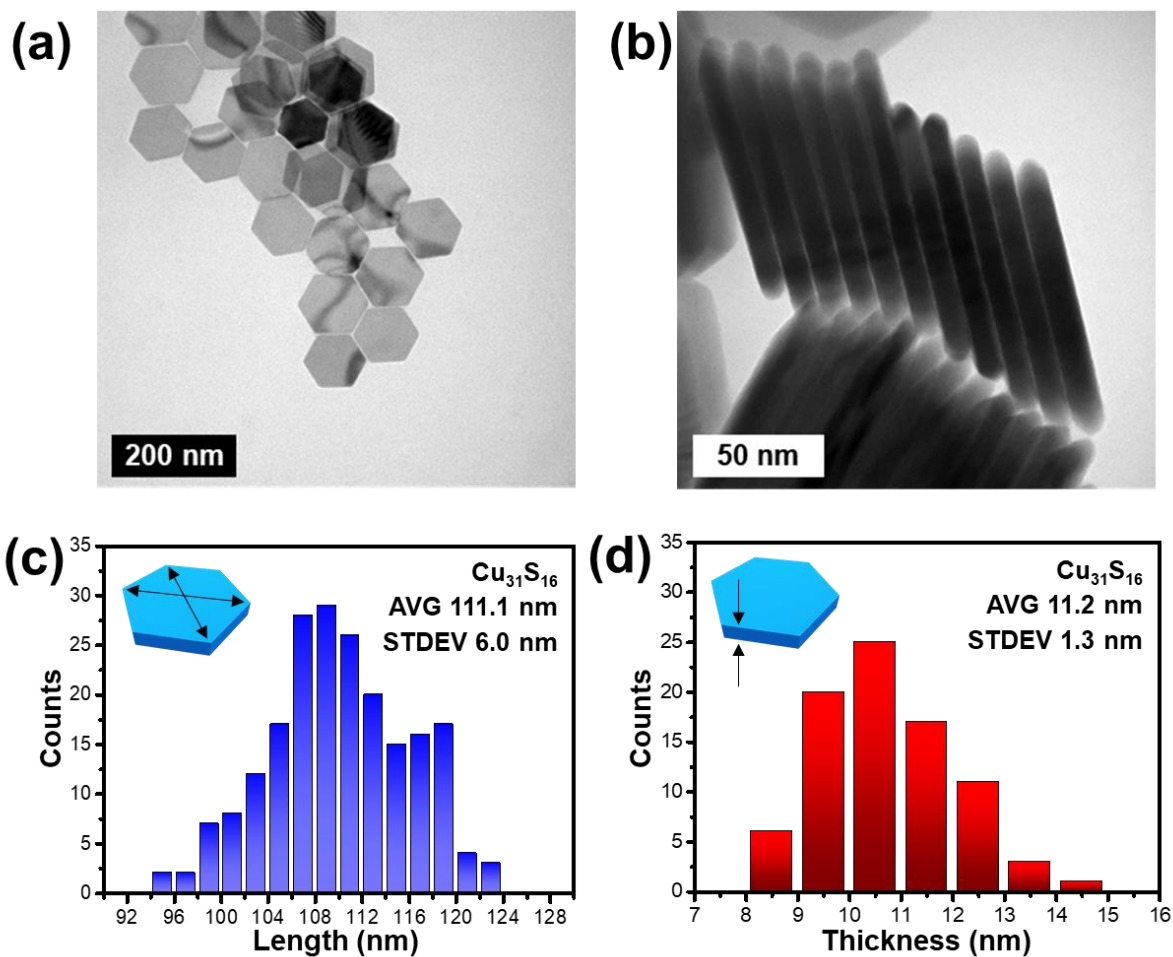 (a)
200 nm
(b)
50 nm
(c)
Counts
35
30
25
20
15
10
5
0
Cu31S16
AVG 111.1 nm
STDEV 6.0 nm
92 96 100 104 108 112 116 120 124 128
Length (nm)
(d)
Counts
35
30
25
20
15
10
5
0
Cu31S16
AVG 11.2 nm
STDEV 1.3 nm
7 8 9 10 11 12 13 14 15 16
Thickness (nm)